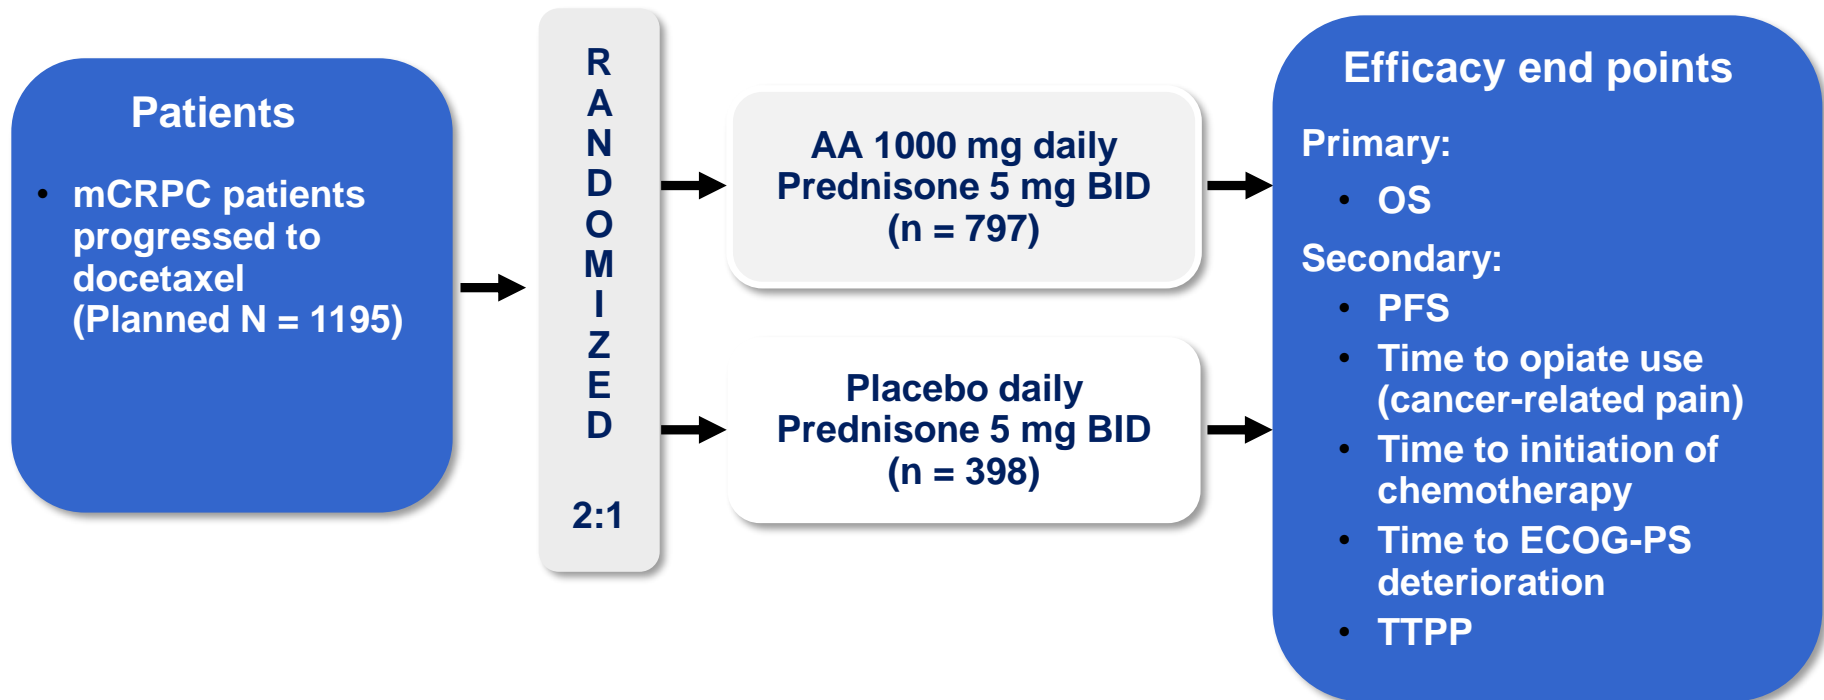 Patients
• mCRPC patients
progressed to
docetaxel
(Planned N = 1195)
R
A
N
D
O
M
I
Z
E
D
2:1
AA 1000 mg daily
Prednisone 5 mg BID
(n = 797)
Placebo daily
Prednisone 5 mg BID
(n = 398)
Efficacy end points
Primary:
• OS
Secondary:
• PFS
• Time to opiate use
(cancer-related pain)
• Time to initiation of
chemotherapy
• Time to ECOG-PS
deterioration
• TTPP